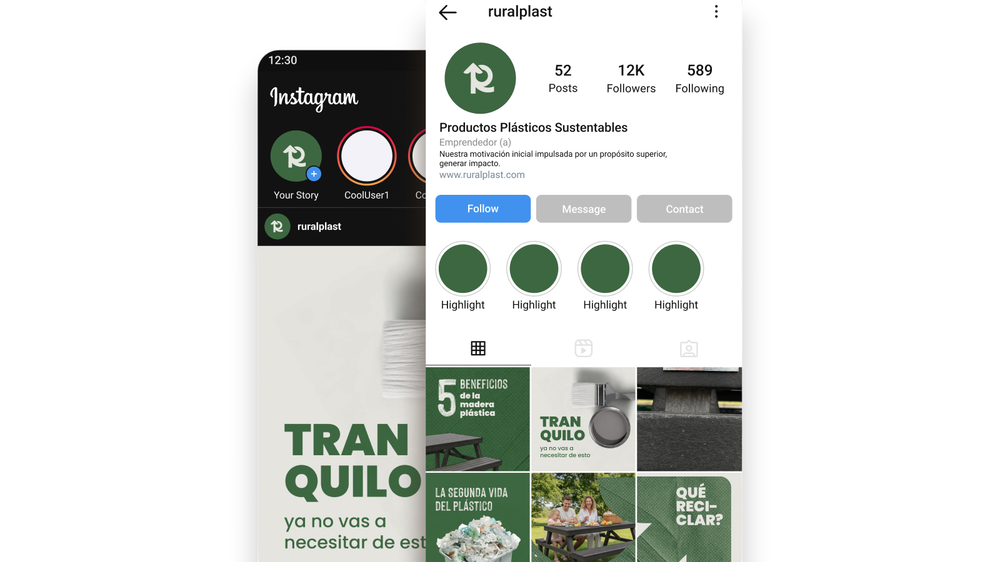 12:30
Instagram
Your Story
CoolUser1
Co
ruralplast
TRAN
QUILO
ya no vas a
necesitar de est
ruralplast
52
Posts
12K
Followers
589
Following
Productos Plásticos Sustentables
Emprendedor (a)
Nuestra motivación inicial impulsada por un propósito superior,
generar impacto.
www.ruralplast.com
Follow
Message
Contact
Highlight
Highlight
Highlight
Highlight
5 BENEFICIOS
de la
madera
plástica
TRAN
QUILO
ya no vas a
necesitar de esto
LA SEGUNDA VIDA
DEL PLÁSTICO
QUÉ
RECI-
CLAR?